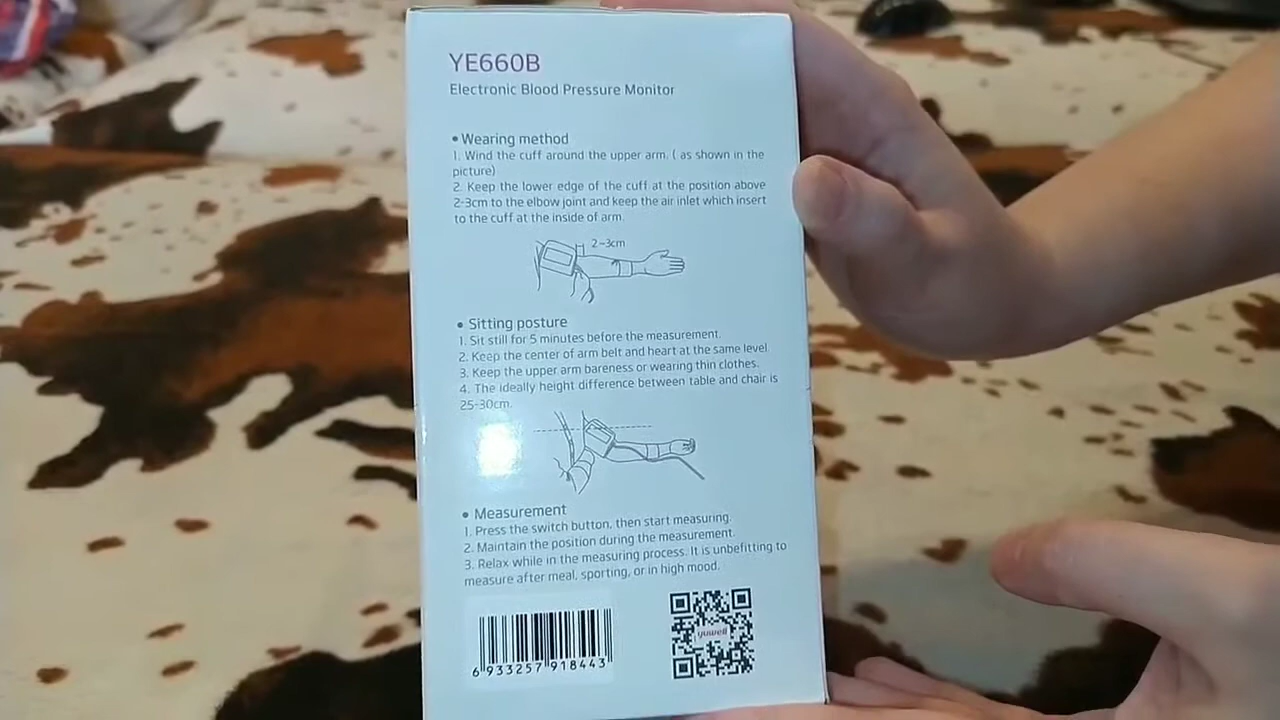 YE660B
Electronic Blood Pressure Monitor
• Wearing method
1. Wind the cuff around the upper arm. ( as shown in the
picture)
2. Keep the lower edge of the cuff at the position above
2-3cm to the elbow joint and keep the air inlet which insert
to the cuff at the inside of arm.
2-3cm
• Sitting posture
1. Sit still for 5 minutes before the measurement.
2. Keep the center of arm belt and heart at the same level.
3. Keep the upper arm bareness or wearing thin clothes.
4. The ideally height difference between table and chair is
25-30cm.
• Measurement
1. Press the switch button, then start measuring.
2. Maintain the position during the measurement.
3. Relax while in the measuring process. It is unbefitting to
measure after meal, sporting, or in high mood.
6 933257 918443
yuwell